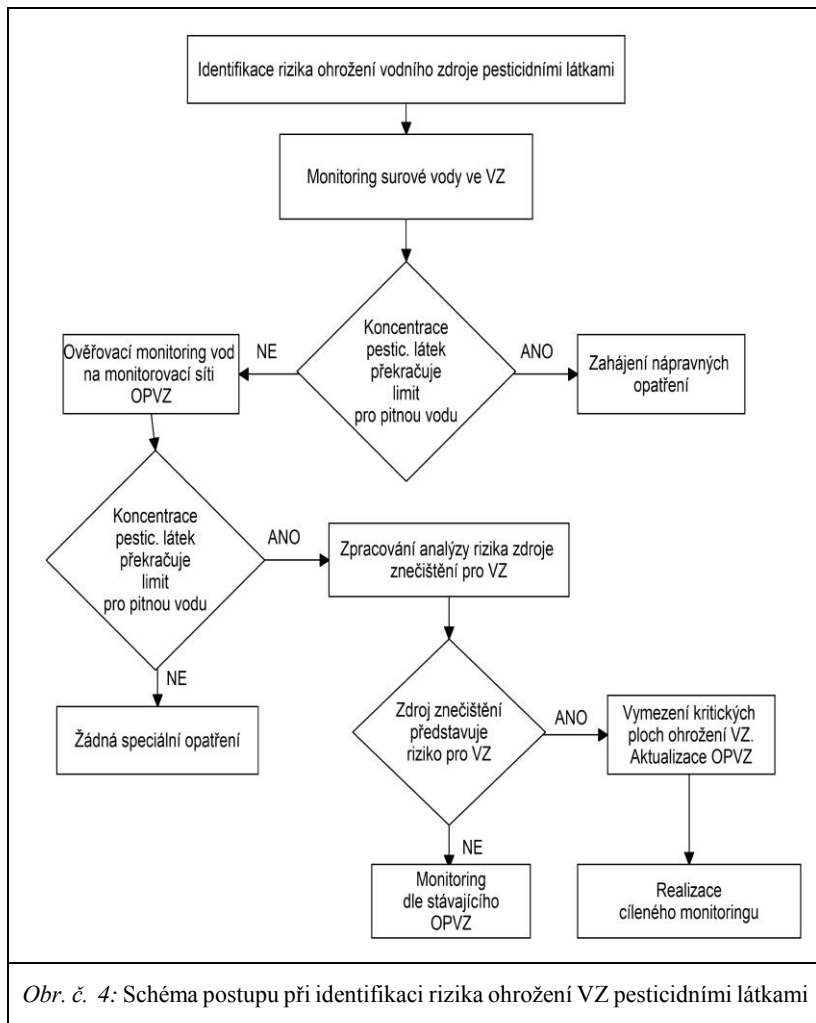 Identifikace rizika ohrožení vodního zdroje pesticidními látkami
Monitoring surové vody ve VZ
Koncentrace
pestic. látek
překračuje
limit
pro pitnou vodu
NE
ANO
Ověřovací monitoring vod
na monitorovací síti
OPVZ
Zahájení nápravných
opatření
Koncentrace
pestic. látek
překračuje
limit
pro pitnou vodu
ANO
Zpracování analýzy rizika zdroje
znečištění pro VZ
NE
Žádná speciální opatření
Zdroj znečištění
představuje
riziko pro VZ
ANO
Vymezení kritických
ploch ohrožení VZ.
Aktualizace OPVZ
NE
Monitoring
dle stávajícího
OPVZ
Realizace
cíleného monitoringu
Obr. č. 4: Schéma postupu při identifikaci rizika ohrožení VZ pesticidními látkami